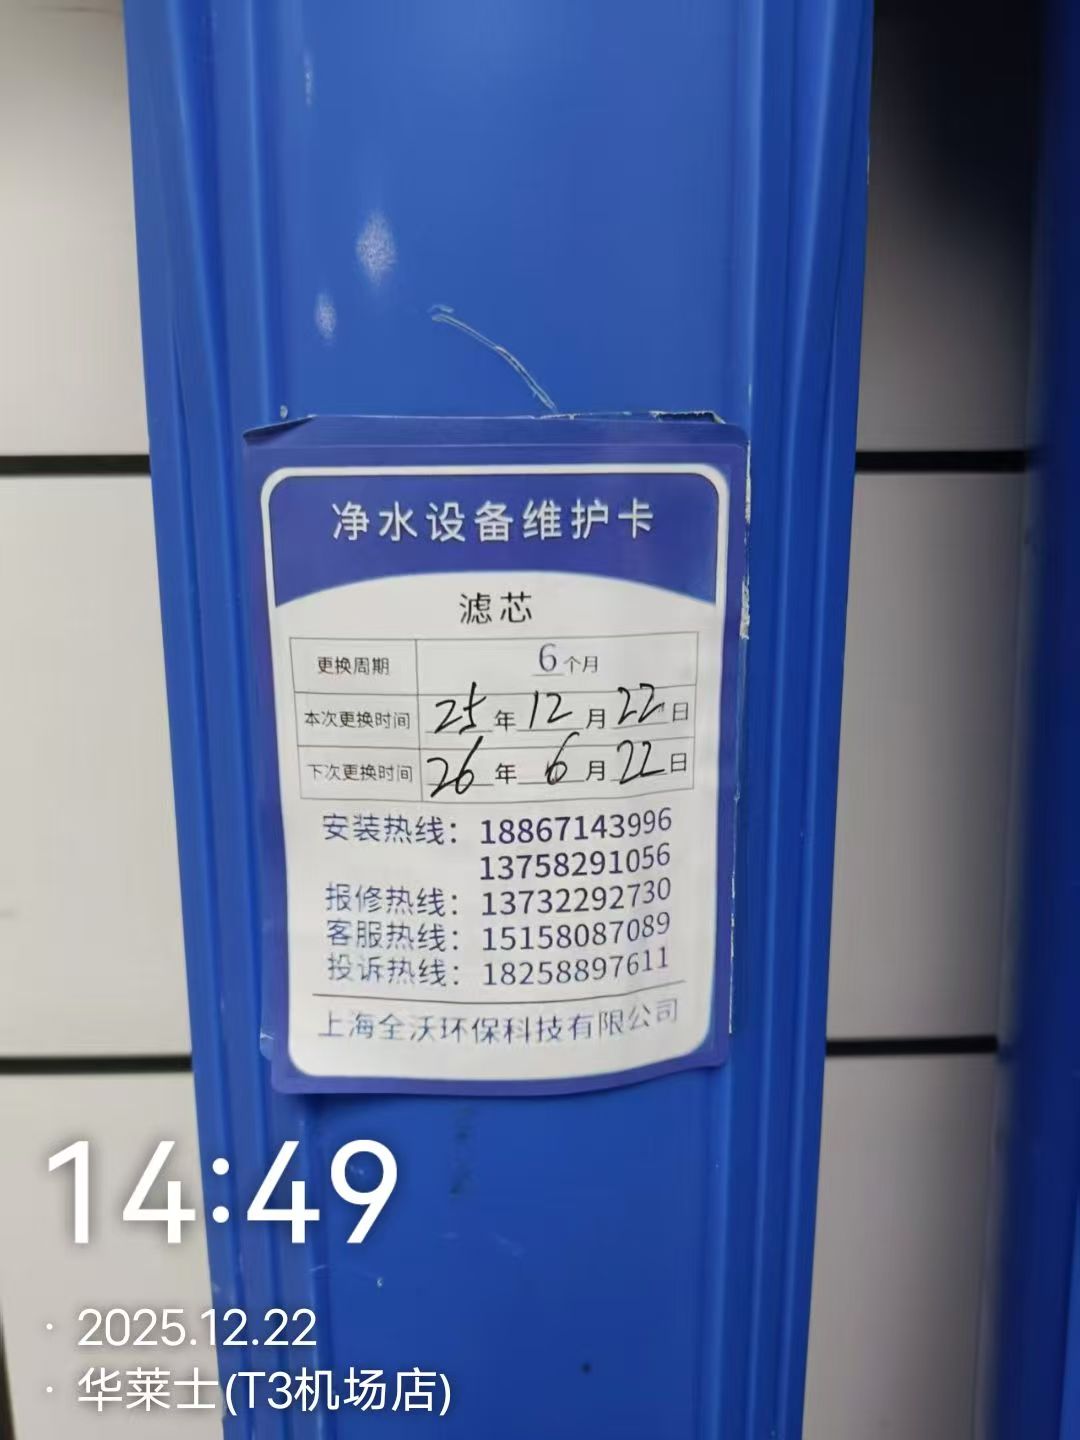 净水设备维护卡
滤芯
更换周期 6个月
本次更换时间 25年12月22日
下次更换时间 26年6月22日
安装热线：18867143996
13758291056
报修热线：13732292730
客服热线：15158087089
投诉热线：18258897611
上海全沃环保科技有限公司
14:49
· 2025.12.22
· 华莱士(T3机场店)